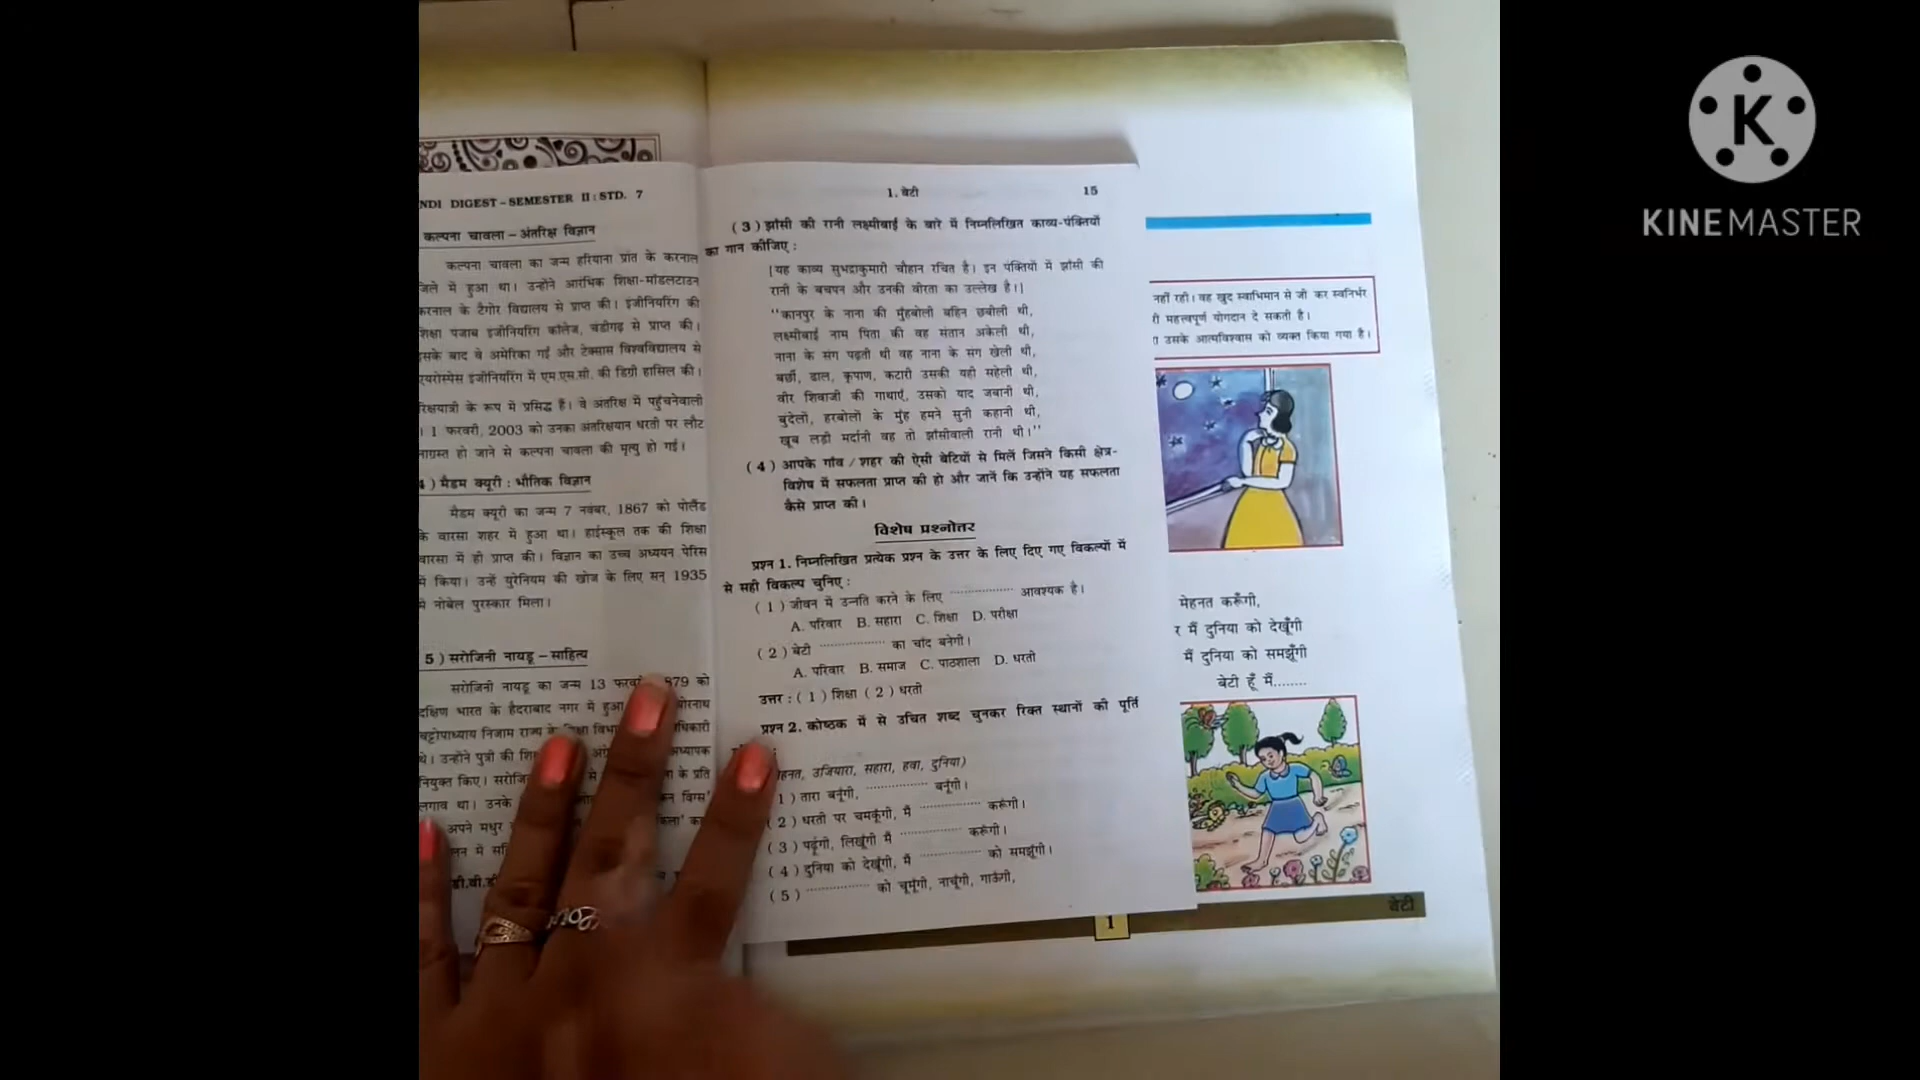 HINDI DIGEST – SEMESTER II : STD. 7
कल्पना चावला – अंतरिक्ष विज्ञान
कल्पना चावला का जन्म हरियाना प्रांत के करनाल
जिले में हुआ था। उन्होंने आरंभिक शिक्षा-मॉडलटाउन
करनाल के टैगोर विद्यालय से प्राप्त की। इंजीनियरिंग की
शिक्षा पंजाब इंजीनियरिंग कॉलेज, चंडीगढ़ से प्राप्त की।
इसके बाद वे अमेरिका गईं और टेक्सास विश्वविद्यालय से
एयरोस्पेस इंजीनियरिंग में एम.एस.सी. की डिग्री हासिल की।
रिक्षयात्री के रूप में प्रसिद्ध हैं। वे अंतरिक्ष में पहुँचनेवाली
। 1 फरवरी, 2003 को उनका अंतरिक्षयान धरती पर लौट
नाग्रस्त हो जाने से कल्पना चावला की मृत्यु हो गई।
4 ) मैडम क्यूरी : भौतिक विज्ञान
मैडम क्यूरी का जन्म 7 नवंबर, 1867 को पोलैंड
के वारसा शहर में हुआ था। हाईस्कूल तक की शिक्षा
वारसा में ही प्राप्त की। विज्ञान का उच्च अध्ययन पेरिस
में किया। उन्हें युरेनियम की खोज के लिए सन् 1935
में नोबेल पुरस्कार मिला।
5 ) सरोजिनी नायडू – साहित्य
सरोजिनी नायडू का जन्म 13 879 को
दक्षिण भारत के हैदराबाद नगर में हुआ
चट्टोपाध्याय निजाम राज्य के
थे। उन्होंने पुत्री की अध्यापक
नियुक्त किए। से के प्रति
लगाव था। उनके
अपने मधुर
1. बेटी 15
( 3 ) झाँसी की रानी लक्ष्मीबाई के बारे में निम्नलिखित काव्य-पंक्तियों
का गान कीजिए :
[यह काव्य सुभद्राकुमारी चौहान रचित है। इन पंक्तियों में झाँसी की
रानी के बचपन और उनकी वीरता का उल्लेख है।]
“कानपुर के नाना की मुँहबोली बहिन छबीली थी,
लक्ष्मीबाई नाम पिता की वह संतान अकेली थी,
नाना के संग पढ़ती थी वह नाना के संग खेली थी,
बर्छी, ढाल, कृपाण, कटारी उसकी यही सहेली थी,
वीर शिवाजी की गाथाएँ, उसको याद जबानी थी,
बुंदेलों, हरबोलों के मुँह हमने सुनी कहानी थी,
खूब लड़ी मर्दानी वह तो झाँसीवाली रानी थी।”
( 4 ) आपके गाँव / शहर की ऐसी बेटियों से मिलें जिसने किसी क्षेत्र-
विशेष में सफलता प्राप्त की हो और जानें कि उन्होंने यह सफलता
कैसे प्राप्त की।
विशेष प्रश्नोत्तर
प्रश्न 1. निम्नलिखित प्रत्येक प्रश्न के उत्तर के लिए दिए गए विकल्पों में
से सही विकल्प चुनिए :
( 1 ) जीवन में उन्नति करने के लिए .................. आवश्यक है।
A. परिवार B. सहारा C. शिक्षा D. परीक्षा
( 2 ) बेटी .................. का चाँद बनेगी।
A. परिवार B. समाज C. पाठशाला D. धरती
उत्तर : ( 1 ) शिक्षा ( 2 ) धरती
प्रश्न 2. कोष्ठक में से उचित शब्द चुनकर रिक्त स्थानों की पूर्ति
हनत, उजियारा, सहारा, हवा, दुनिया)
1 ) तारा बनूँगी, .................. बनूँगी।
( 2 ) धरती पर चमकूँगी, मैं .................. करूँगी।
( 3 ) पढ़ूँगी, लिखूँगी मैं .................. करूँगी।
( 4 ) दुनिया को देखूँगी, मैं .................. को समझूँगी।
( 5 ) .................. को चूमूँगी, नाचूँगी, गाऊँगी,
नहीं रही। वह खुद स्वाभिमान से जी कर स्वनिर्भर
री महत्त्वपूर्ण योगदान दे सकती है।
उसके आत्मविश्वास को व्यक्त किया गया है।
मेहनत करूँगी,
र मैं दुनिया को देखूँगी
मैं दुनिया को समझूँगी
बेटी हूँ मैं........
1
बेटी
K
KINEMASTER